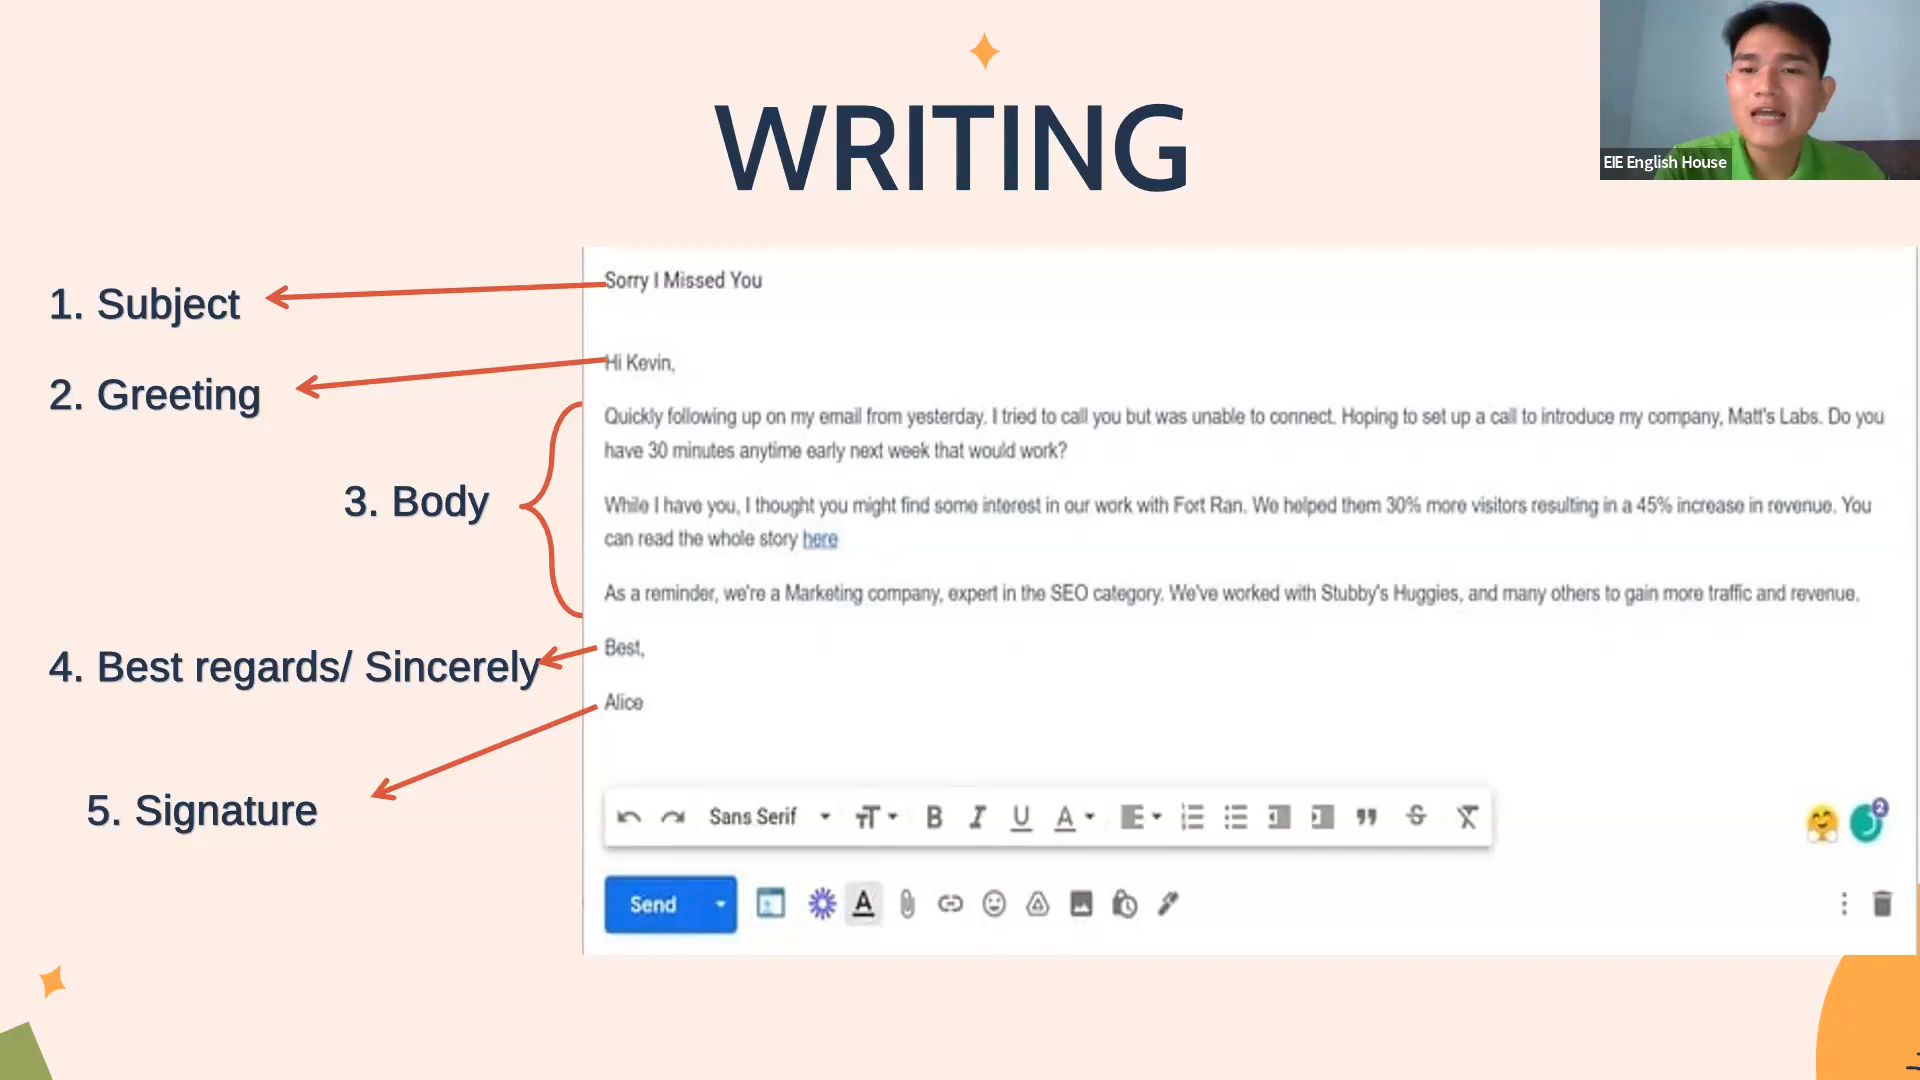 WRITING
EIE English House
1. Subject
2. Greeting
3. Body
4. Best regards/ Sincerely
5. Signature
Sorry I Missed You
Hi Kevin,
Quickly following up on my email from yesterday. I tried to call you but was unable to connect. Hoping to set up a call to introduce my company, Matt's Labs. Do you
have 30 minutes anytime early next week that would work?
While I have you, I thought you might find some interest in our work with Fort Ran. We helped them 30% more visitors resulting in a 45% increase in revenue. You
can read the whole story here
As a reminder, we're a Marketing company, expert in the SEO category. We've worked with Stubby's Huggies, and many others to gain more traffic and revenue.
Best,
Alice
Sans Serif
2
Send